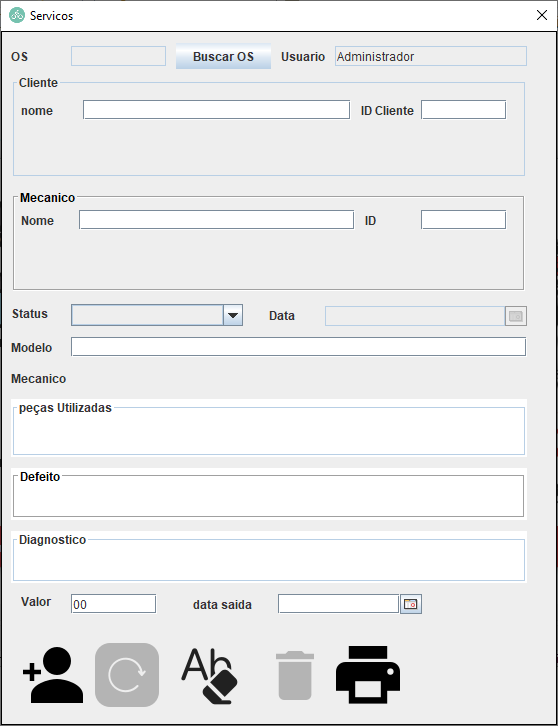 Servicos
OS Buscar OS Usuario Administrador
Cliente
nome ID Cliente
Mecanico
Nome ID
Status Data
Modelo
Mecanico
peças Utilizadas
Defeito
Diagnostico
Valor 00 data saida
Ab